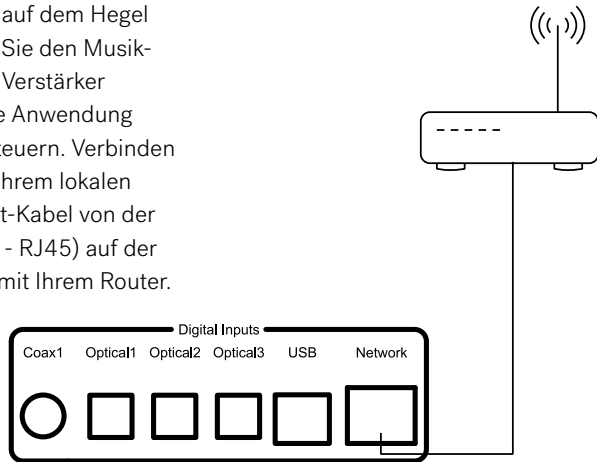 auf dem Hegel
Sie den Musik-
Verstärker
Anwendung
teuern. Verbinden
hrem lokalen
t-Kabel von der
- RJ45) auf der
mit Ihrem Router.
Digital Inputs
Coax1 Optical1 Optical2 Optical3 USB Network